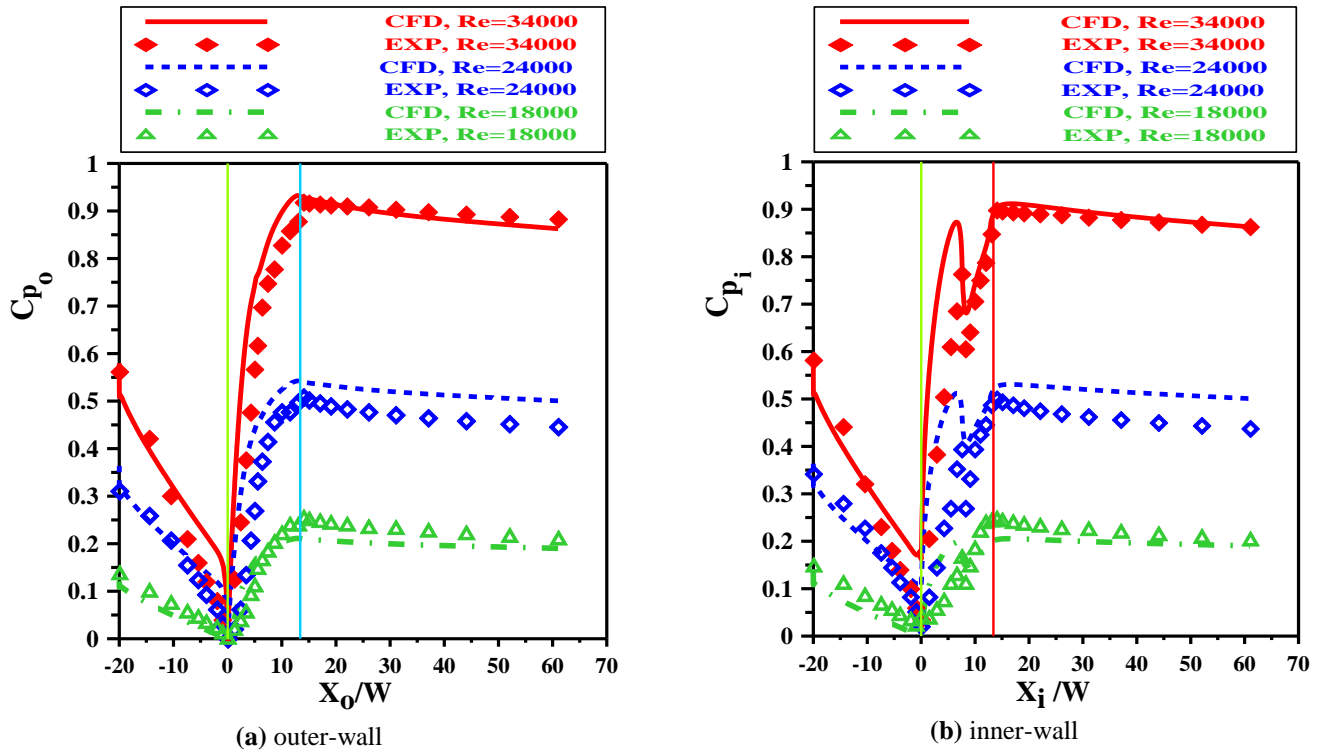 CFD, Re=34000
EXP, Re=34000
CFD, Re=24000
EXP, Re=24000
CFD, Re=18000
EXP, Re=18000
1
0.9
0.8
0.7
0.6
0.5
0.4
0.3
0.2
0.1
0
Cpo
-20 -10 0 10 20 30 40 50 60 70
Xo/W
(a) outer-wall
CFD, Re=34000
EXP, Re=34000
CFD, Re=24000
EXP, Re=24000
CFD, Re=18000
EXP, Re=18000
1
0.9
0.8
0.7
0.6
0.5
0.4
0.3
0.2
0.1
0
Cpi
-20 -10 0 10 20 30 40 50 60 70
Xi /W
(b) inner-wall